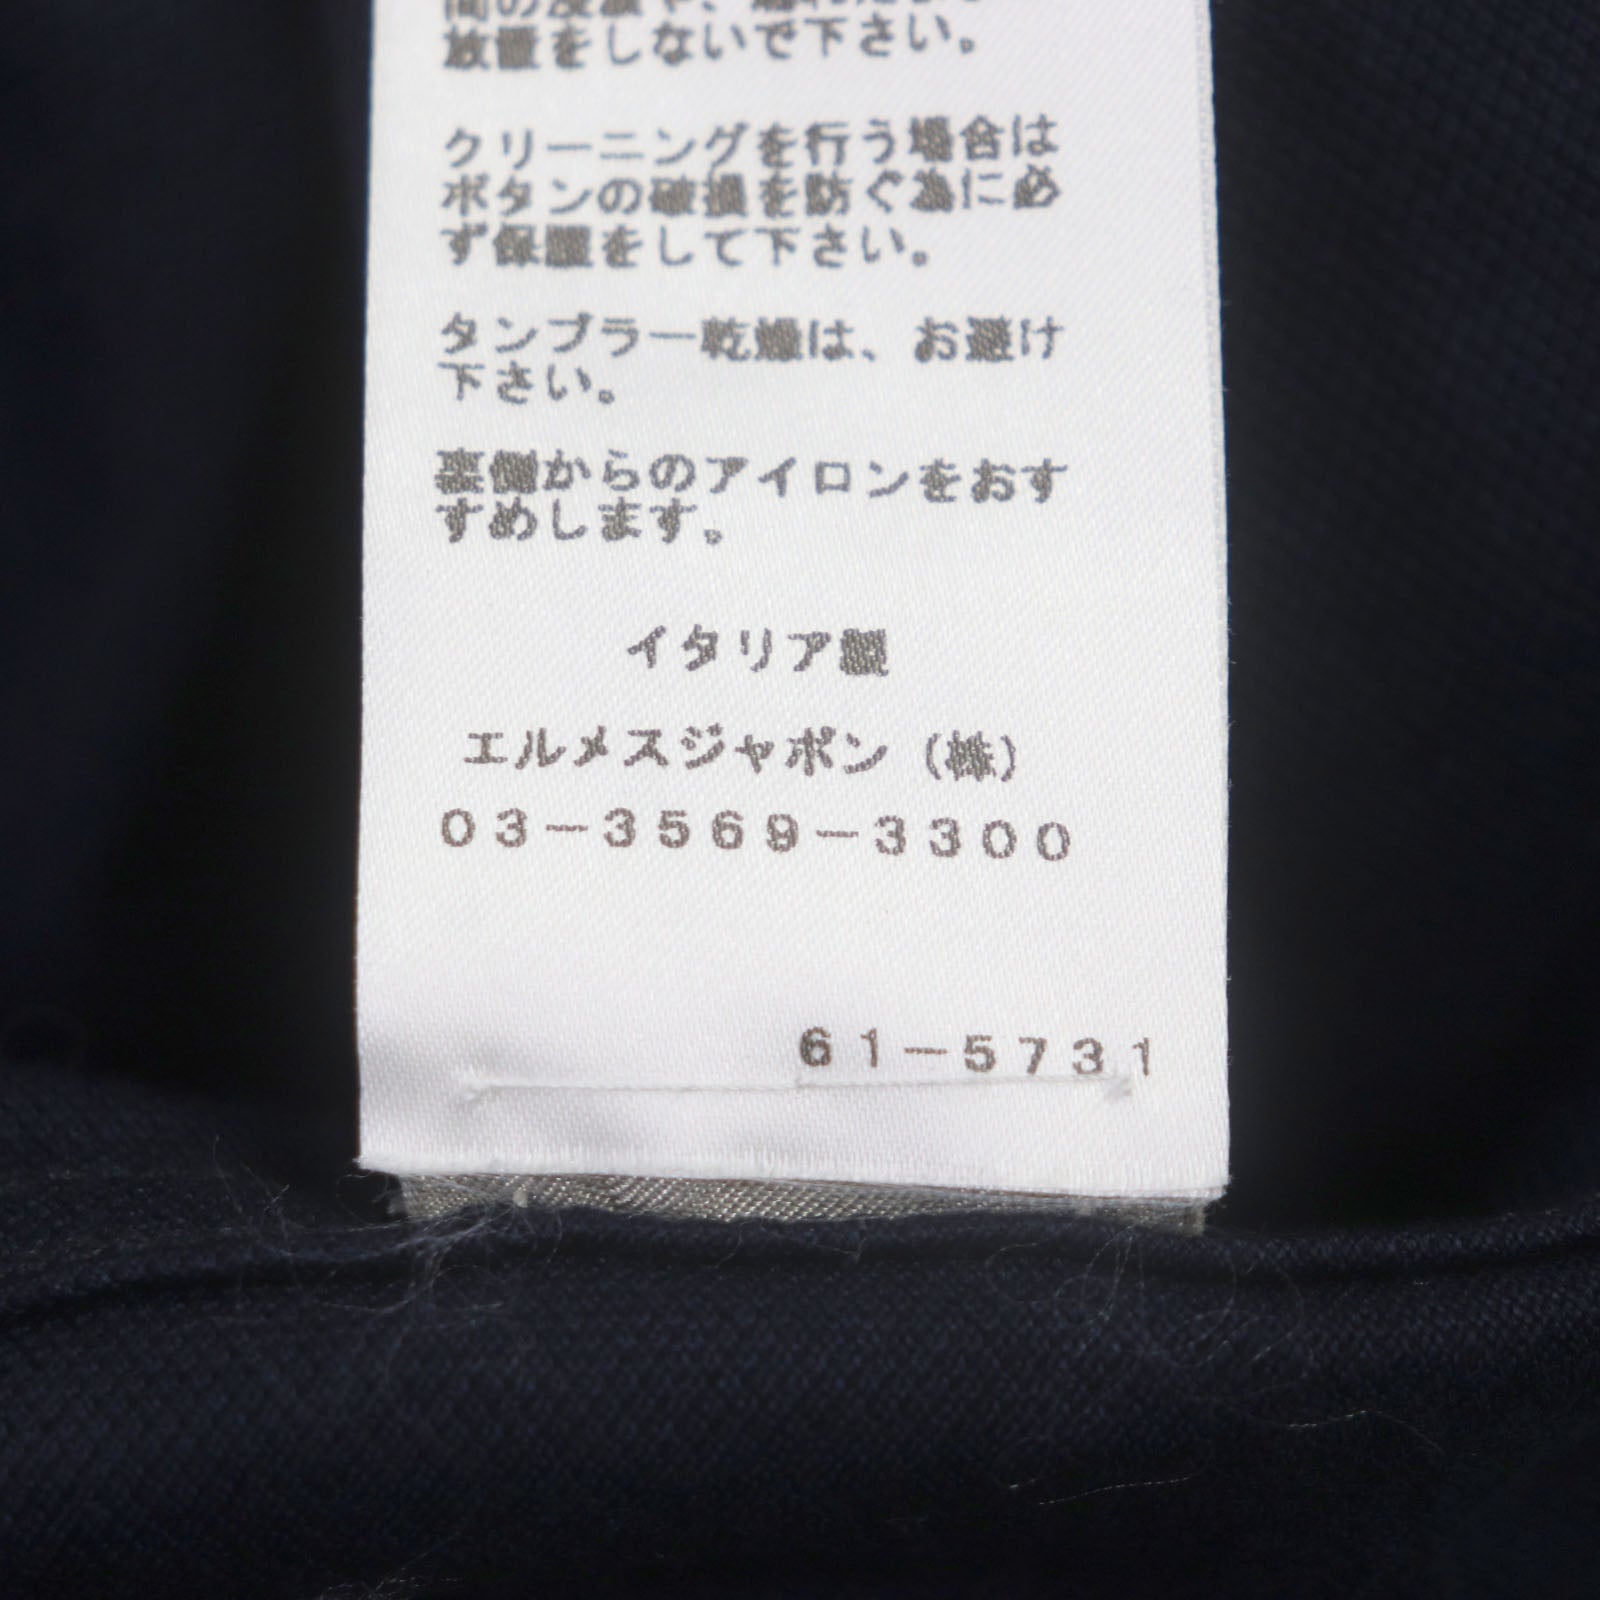 放置をしないで下さい。
クリーニングを行う場合は
ボタンの破損を防ぐ為に必
ず保護をして下さい。
タンブラー乾燥は、お避け
下さい。
裏側からのアイロンをおす
すめします。
イタリア製
エルメスジャポン（株）
03-3569-3300
61-5731